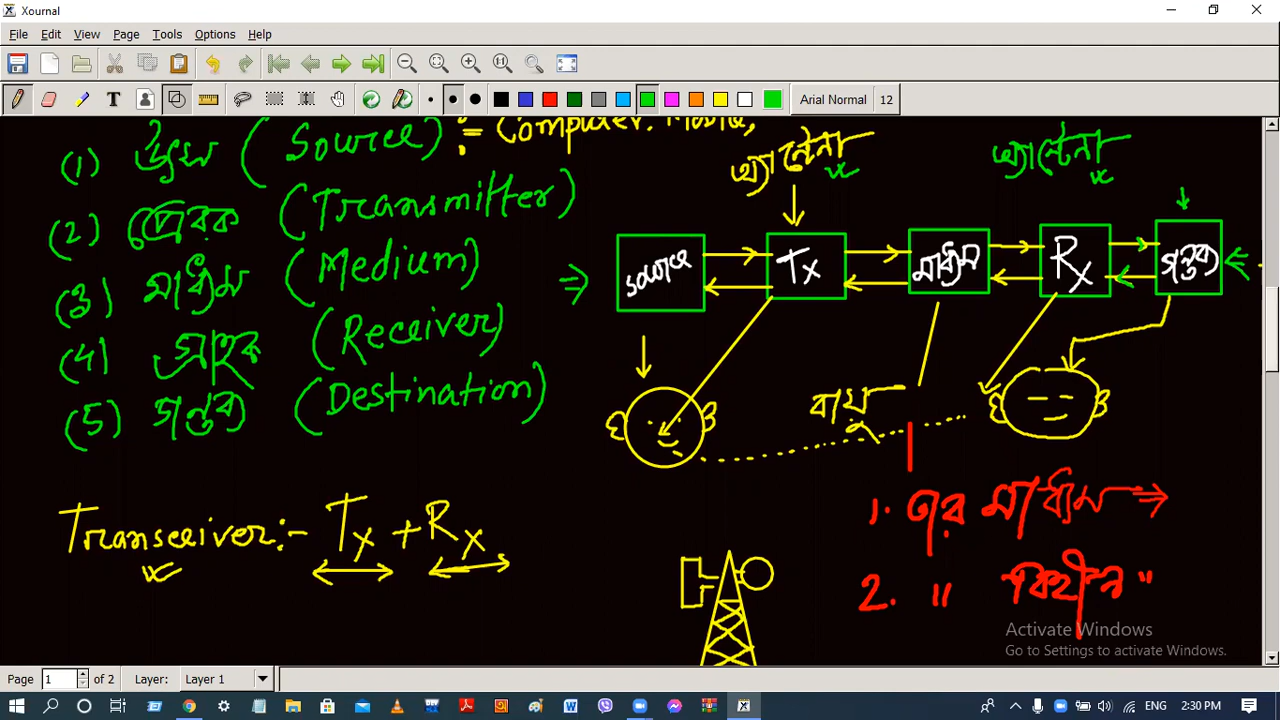 Xournal
File Edit View Page Tools Options Help
Arial Normal 12
(1) উৎস (Source) := Computer, Mobile,
(2) প্রেরক (Transmitter)
(3) মাধ্যম (Medium)
(4) গ্রাহক (Receiver)
(5) গন্তব্য (Destination)
Transceiver:- Tx + Rx
অ্যান্টেনা
অ্যান্টেনা
⇒ source Tx মাধ্যম Rx গন্তব্য
বায়ু
1. তার মাধ্যম ⇒
2. " বিহীন "
Activate Windows
Go to Settings to activate Windows.
Page 1 of 2 Layer: Layer 1
ENG 2:30 PM